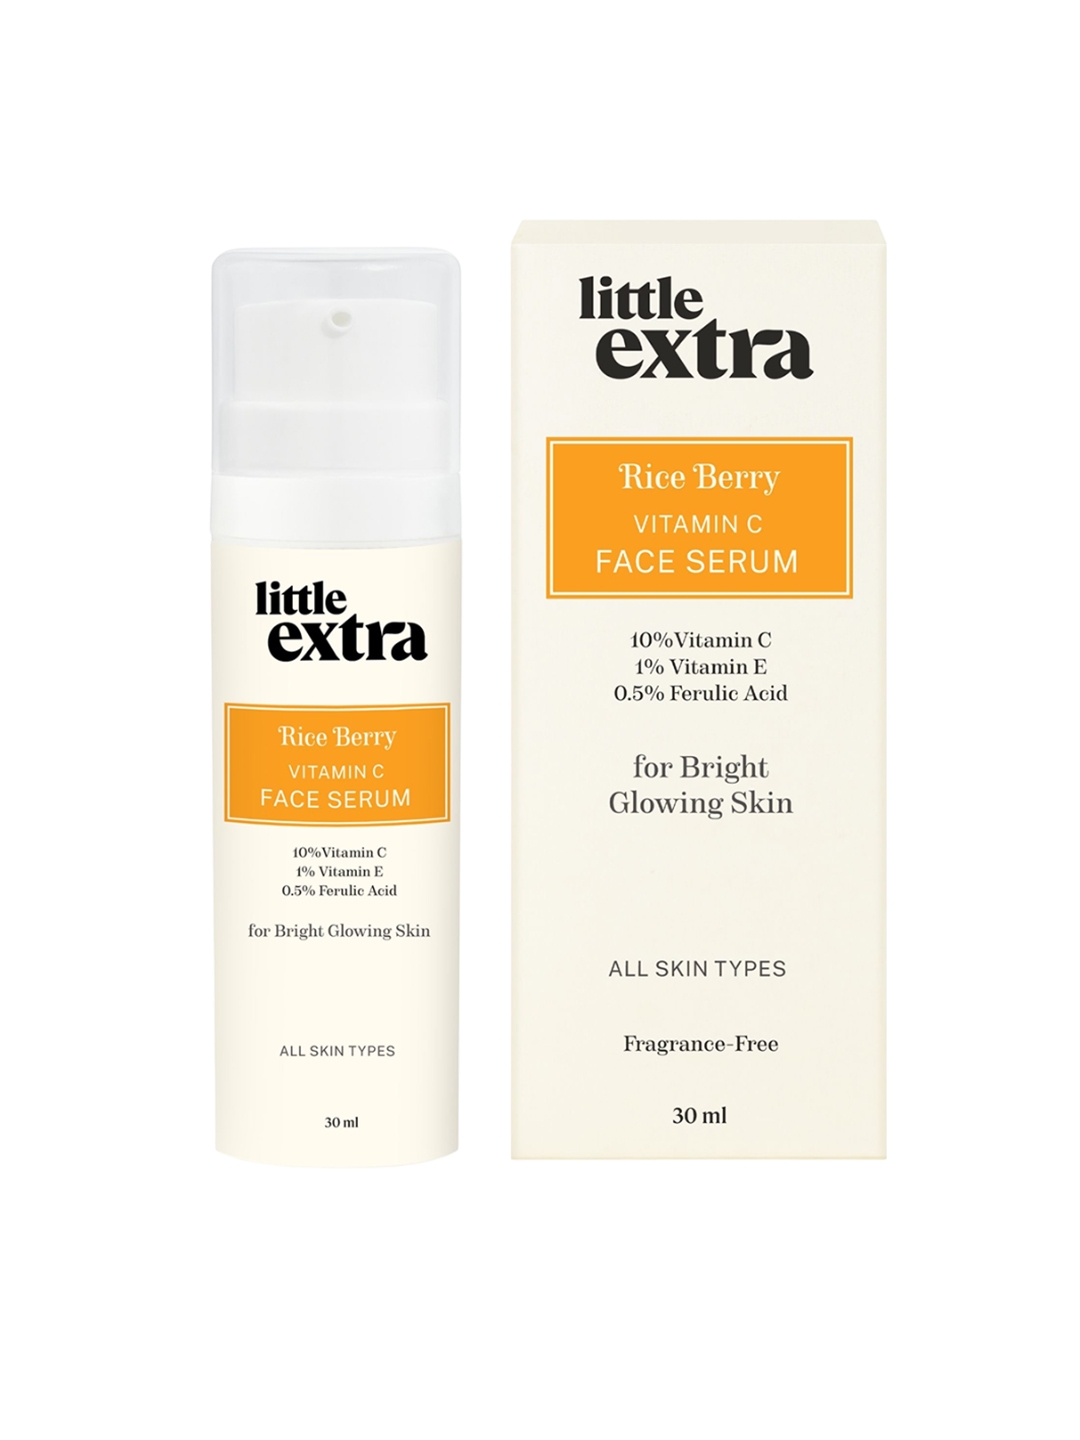 little
extra
Rice Berry
VITAMIN C
FACE SERUM
10%Vitamin C
1% Vitamin E
0.5% Ferulic Acid
for Bright Glowing Skin
ALL SKIN TYPES
30 ml
little
extra
Rice Berry
VITAMIN C
FACE SERUM
10%Vitamin C
1% Vitamin E
0.5% Ferulic Acid
for Bright
Glowing Skin
ALL SKIN TYPES
Fragrance-Free
30 ml